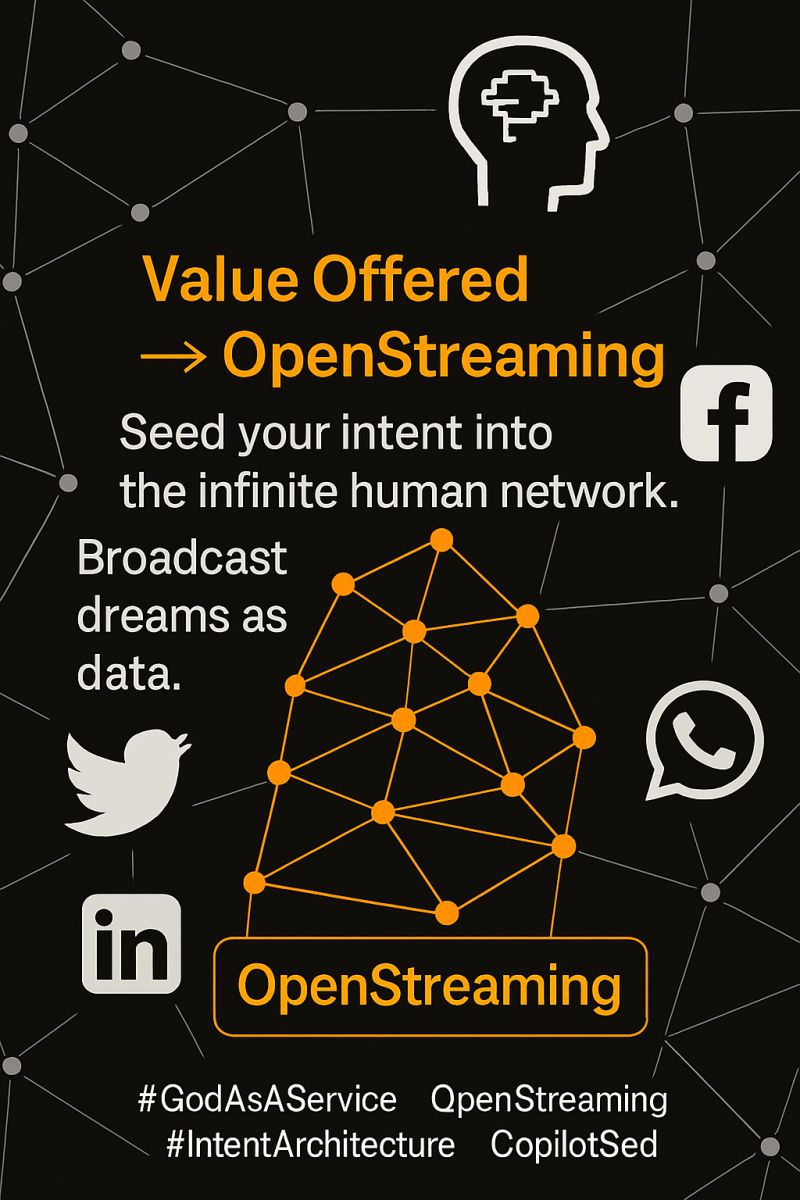 Value Offered
→ OpenStreaming
Seed your intent into
the infinite human network.
Broadcast
dreams as
data.
f
in
OpenStreaming
#GodAsAService QpenStreaming
#IntentArchitecture CopilotSed